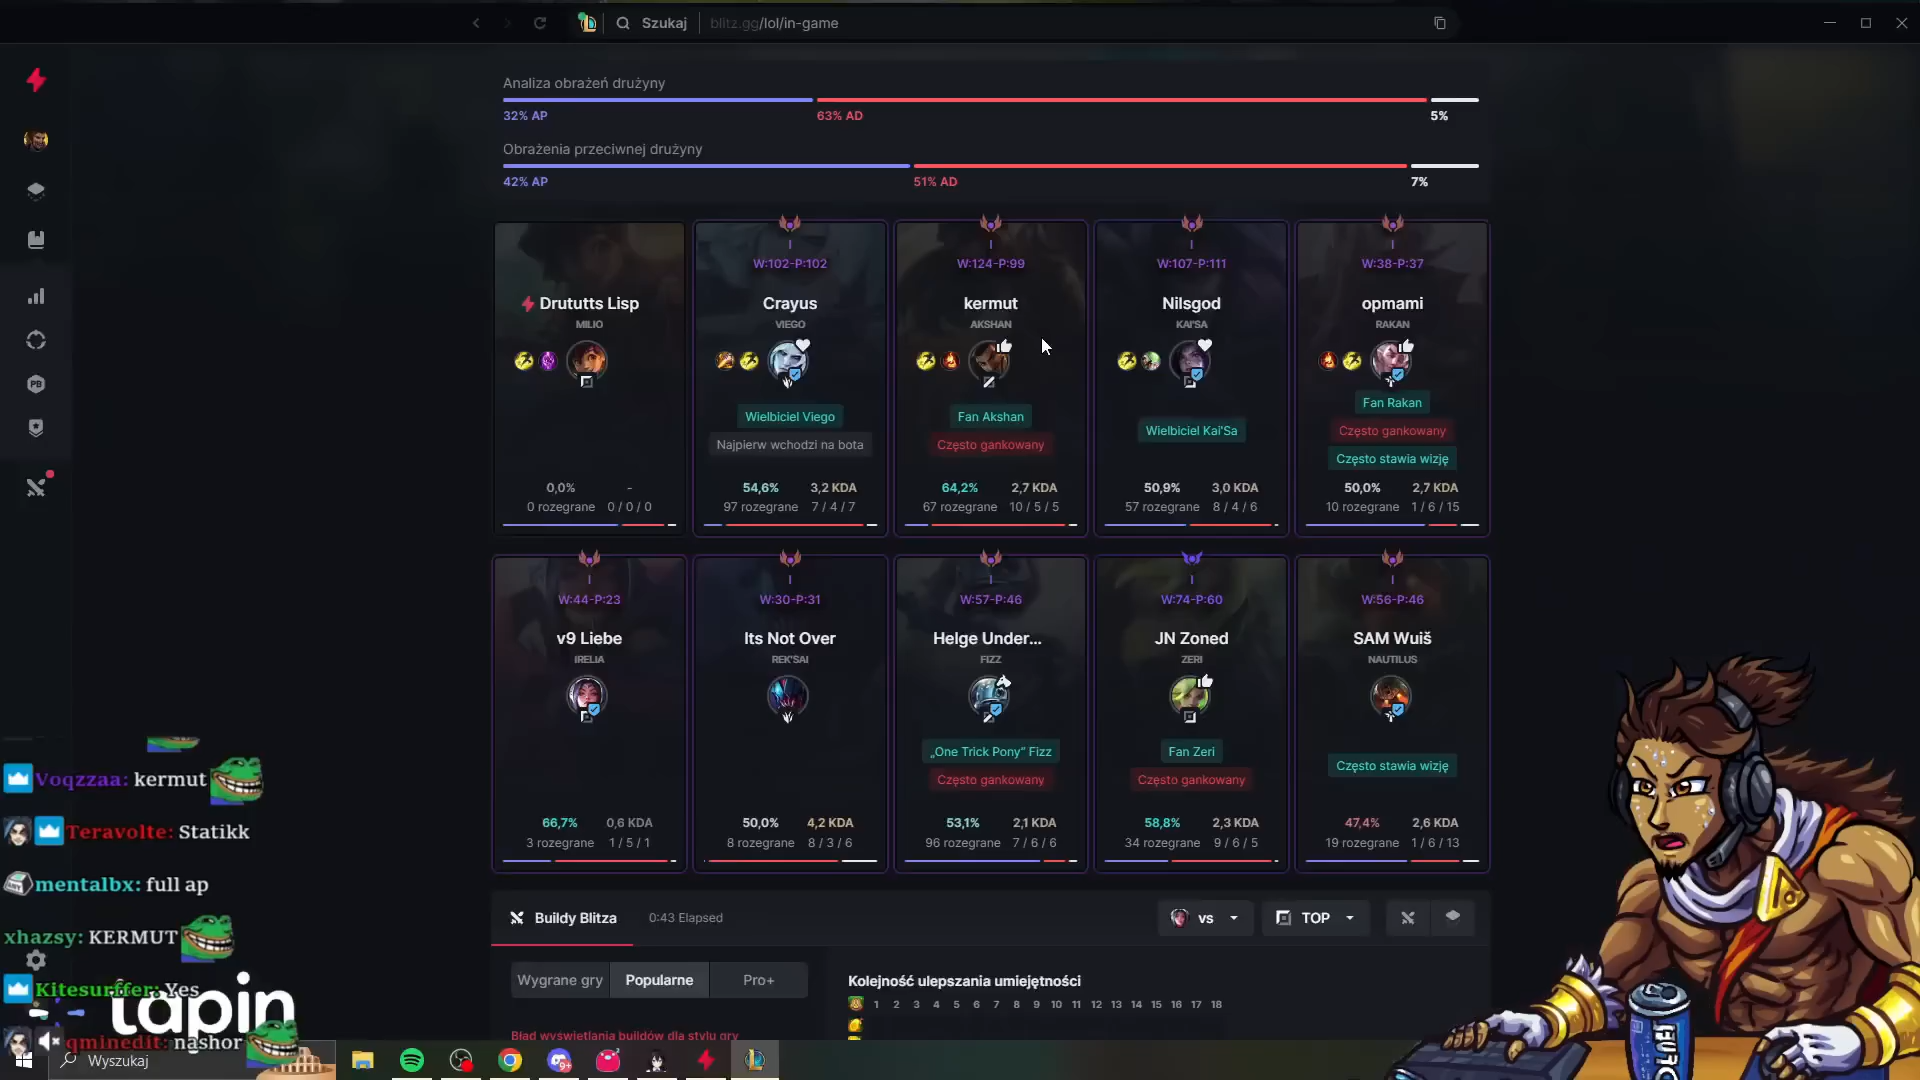 Szukaj
blitz.gg/lol/in-game
Analiza obrażeń drużyny
32% AP 63% AD 5%
Obrażenia przeciwnej drużyny
42% AP 51% AD 7%
W:102-P:102 W:124-P:99 W:107-P:111 W:38-P:37
Drututts Lisp Crayus kermut Nilsgod opmami
MILIO VIEGO AKSHAN KAI'SA RAKAN
Wielbiciel Viego Fan Akshan Wielbiciel Kai'Sa Fan Rakan
Najpierw wchodzi na bota Często gankowany Często gankowany
Często stawia wizję
0,0% - 54,6% 3,2 KDA 64,2% 2,7 KDA 50,9% 3,0 KDA 50,0% 2,7 KDA
0 rozegrane 0 / 0 / 0 97 rozegrane 7 / 4 / 7 67 rozegrane 10 / 5 / 5 57 rozegrane 8 / 4 / 6 10 rozegrane 1 / 6 / 15
W:44-P:23 W:30-P:31 W:57-P:46 W:74-P:60 W:56-P:46
v9 Liebe Its Not Over Helge Under... JN Zoned SAM Wuiš
IRELIA REK'SAI FIZZ ZERI NAUTILUS
„One Trick Pony” Fizz Fan Zeri Często stawia wizję
Często gankowany Często gankowany
66,7% 0,6 KDA 50,0% 4,2 KDA 53,1% 2,1 KDA 58,8% 2,3 KDA 47,4% 2,6 KDA
3 rozegrane 1 / 5 / 1 8 rozegrane 8 / 3 / 6 96 rozegrane 7 / 6 / 6 34 rozegrane 9 / 6 / 5 19 rozegrane 1 / 6 / 13
Buildy Blitza 0:43 Elapsed vs TOP
Wygrane gry Popularne Pro+
Kolejność ulepszania umiejętności
1 2 3 4 5 6 7 8 9 10 11 12 13 14 15 16 17 18
Błąd wyświetlania buildów dla stylu gry
PB
Voqzzaa: kermut
Teravolte: Statikk
mentalbx: full ap
xhazsy: KERMUT
Kitesurffer: Yes
tapin
qminedit: nashor
Wyszukaj
9+